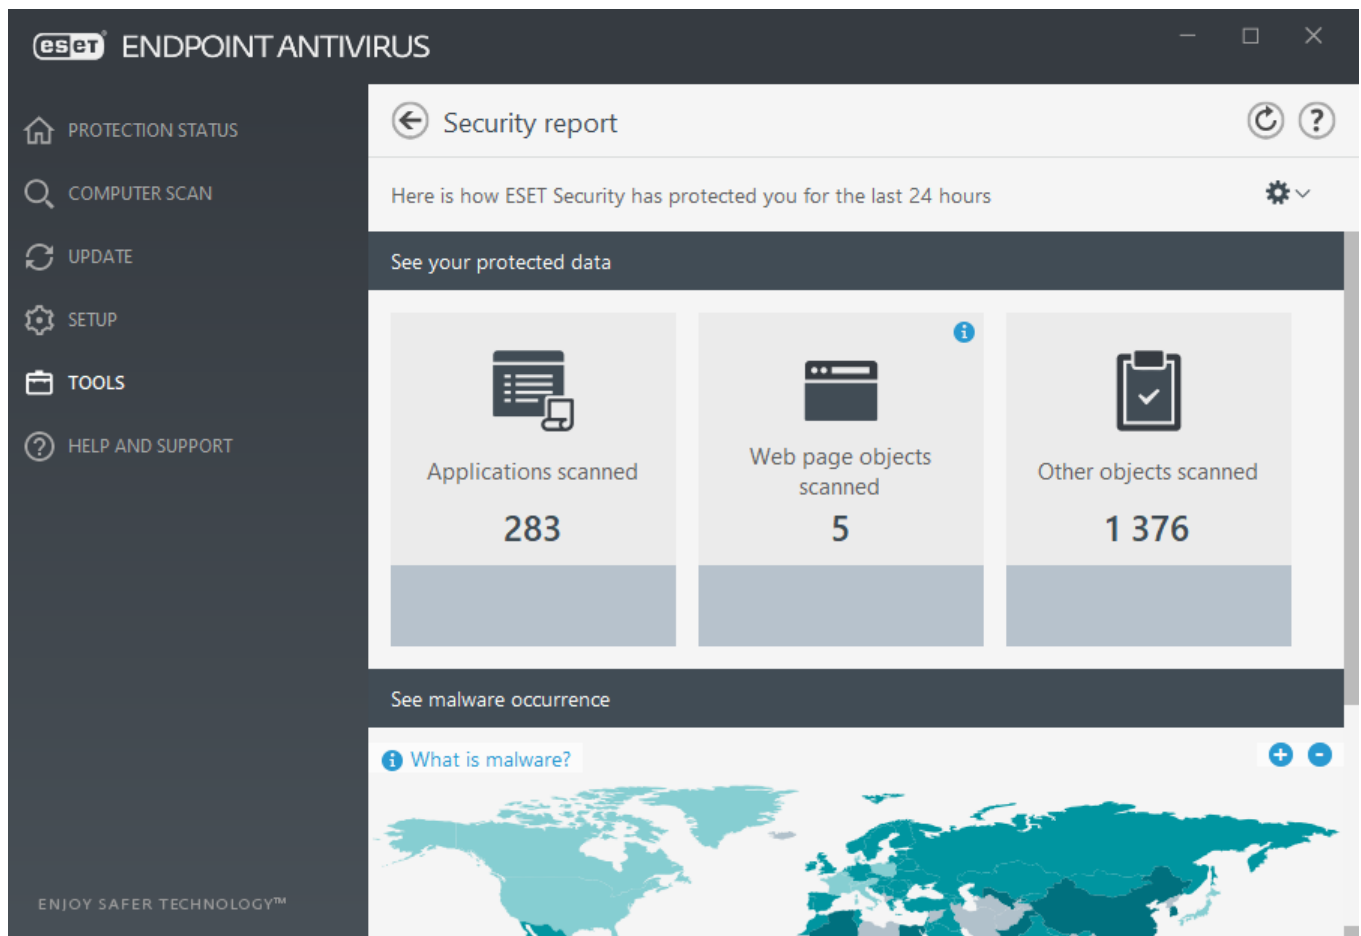 eset ENDPOINT ANTIVIRUS
PROTECTION STATUS
COMPUTER SCAN
UPDATE
SETUP
TOOLS
HELP AND SUPPORT
ENJOY SAFER TECHNOLOGY™
Security report
Here is how ESET Security has protected you for the last 24 hours
See your protected data
Applications scanned
283
Web page objects
scanned
5
Other objects scanned
1 376
See malware occurrence
What is malware?